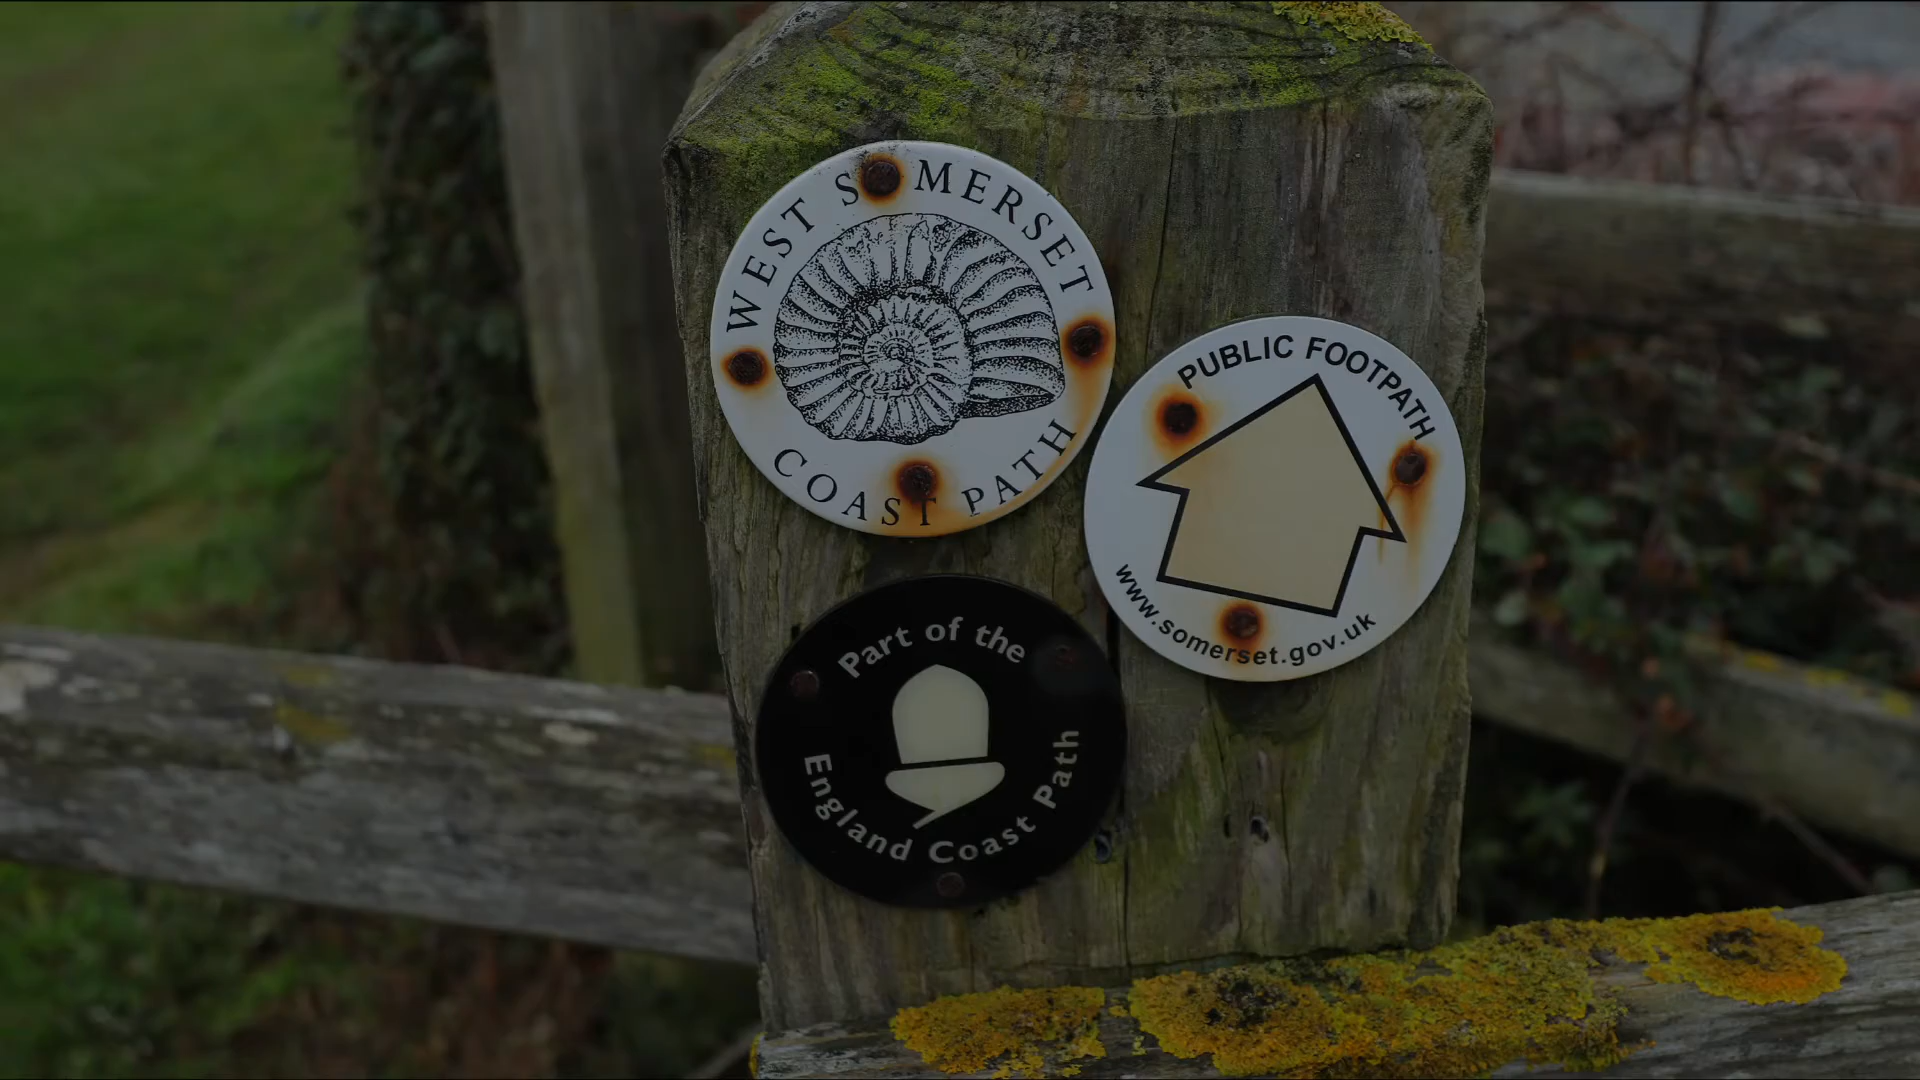 WEST SOMERSET
COAST PATH
PUBLIC FOOTPATH
www.somerset.gov.uk
Part of the
England Coast Path